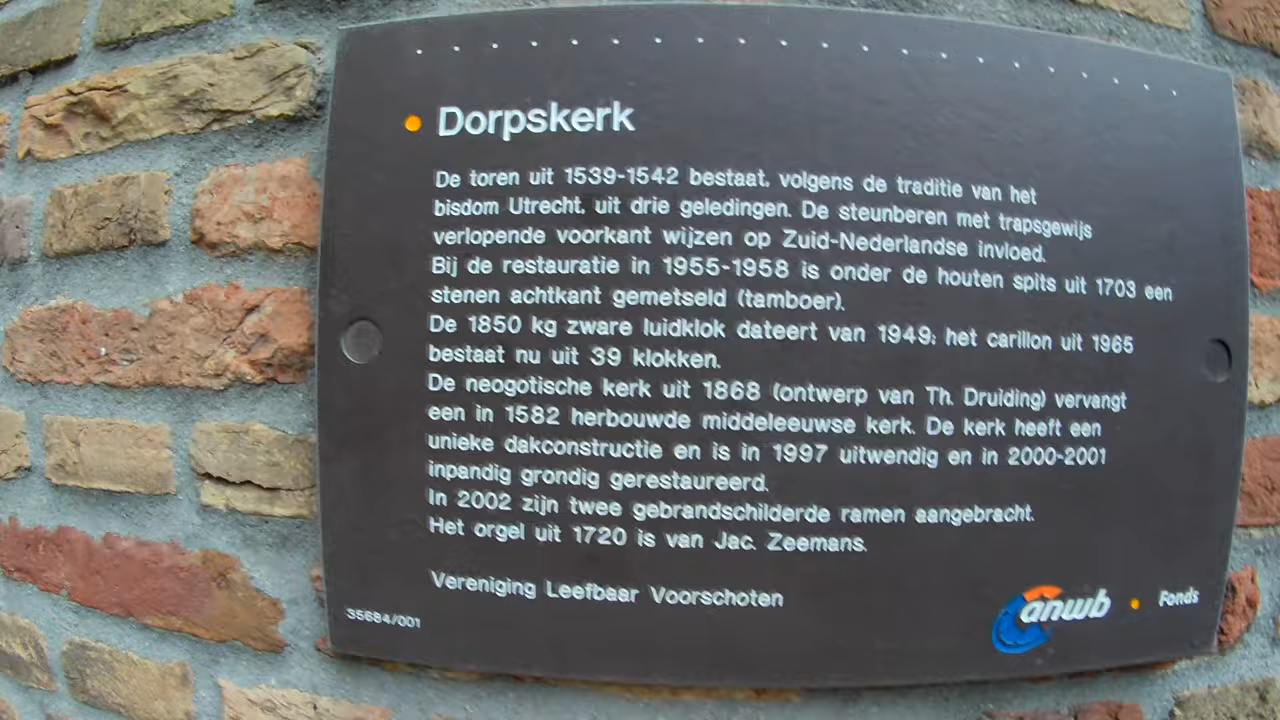 Dorpskerk
De toren uit 1539-1542 bestaat, volgens de traditie van het
bisdom Utrecht, uit drie geledingen. De steunberen met trapsgewijs
verlopende voorkant wijzen op Zuid-Nederlandse invloed.
Bij de restauratie in 1955-1958 is onder de houten spits uit 1703 een
stenen achtkant gemetseld (tamboer).
De 1850 kg zware luidklok dateert van 1949; het carillon uit 1965
bestaat nu uit 39 klokken.
De neogotische kerk uit 1868 (ontwerp van Th. Druiding) vervangt
een in 1582 herbouwde middeleeuwse kerk. De kerk heeft een
unieke dakconstructie en is in 1997 uitwendig en in 2000-2001
inpandig grondig gerestaureerd.
In 2002 zijn twee gebrandschilderde ramen aangebracht.
Het orgel uit 1720 is van Jac. Zeemans.
Vereniging Leefbaar Voorschoten
35684/001
anwb Fonds